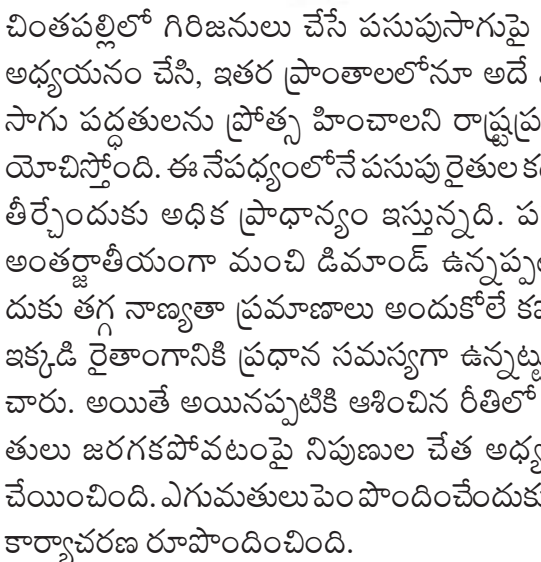 చింతపల్లిలో గిరిజనులు చేసే పసుపుసాగుపై
అధ్యయనం చేసి, ఇతర ప్రాంతాలలోనూ అదే
సాగు పద్ధతులను ప్రోత్స హించాలని రాష్ట్రప్ర
యోచిస్తోంది. ఈ నేపధ్యంలోనే పసుపు రైతుల క
తీర్చేందుకు అధిక ప్రాధాన్యం ఇస్తున్నది. ప
అంతర్జాతీయంగా మంచి డిమాండ్ ఉన్నప్ప
దుకు తగ్గ నాణ్యతా ప్రమాణాలు అందుకోలే క
ఇక్కడి రైతాంగానికి ప్రధాన సమస్యగా ఉన్నట్టు
చారు. అయితే అయినప్పటికి ఆశించిన రీతిలో
తులు జరగకపోవటంపై నిపుణుల చేత అధ్య
చేయించింది. ఎగుమతులు పెం పొందించేందుకు
కార్యాచరణ రూపొందించింది.